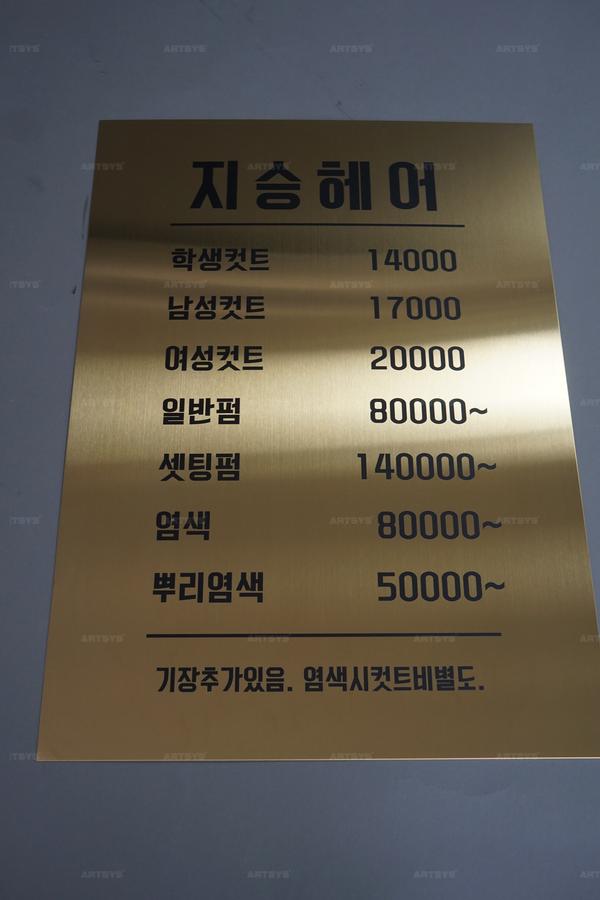 지승헤어
학생컷트 14000
남성컷트 17000
여성컷트 20000
일반펌 80000~
셋팅펌 140000~
염색 80000~
뿌리염색 50000~
기장추가있음. 염색시컷트비별도.
ARTSYS